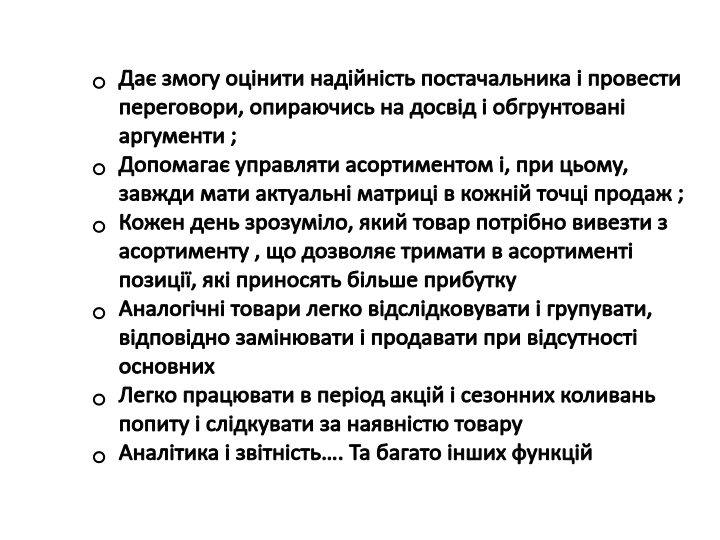 Дає змогу оцінити надійність постачальника і провести
переговори, опираючись на досвід і обгрунтовані
аргументи ;
Допомагає управляти асортиментом і, при цьому,
завжди мати актуальні матриці в кожній точці продаж ;
Кожен день зрозуміло, який товар потрібно вивезти з
асортименту , що дозволяє тримати в асортименті
позиції, які приносять більше прибутку
Аналогічні товари легко відслідковувати і групувати,
відповідно замінювати і продавати при відсутності
основних
Легко працювати в період акцій і сезонних коливань
попиту і слідкувати за наявністю товару
Аналітика і звітність…. Та багато інших функцій